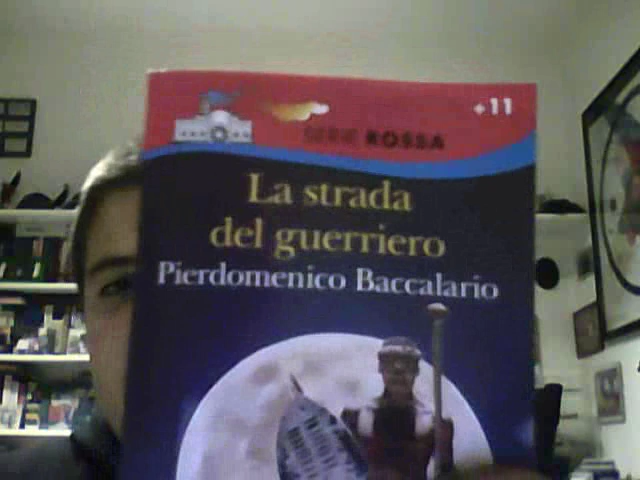 +11
SERIE ROSSA
La strada
del guerriero
Pierdomenico Baccalario